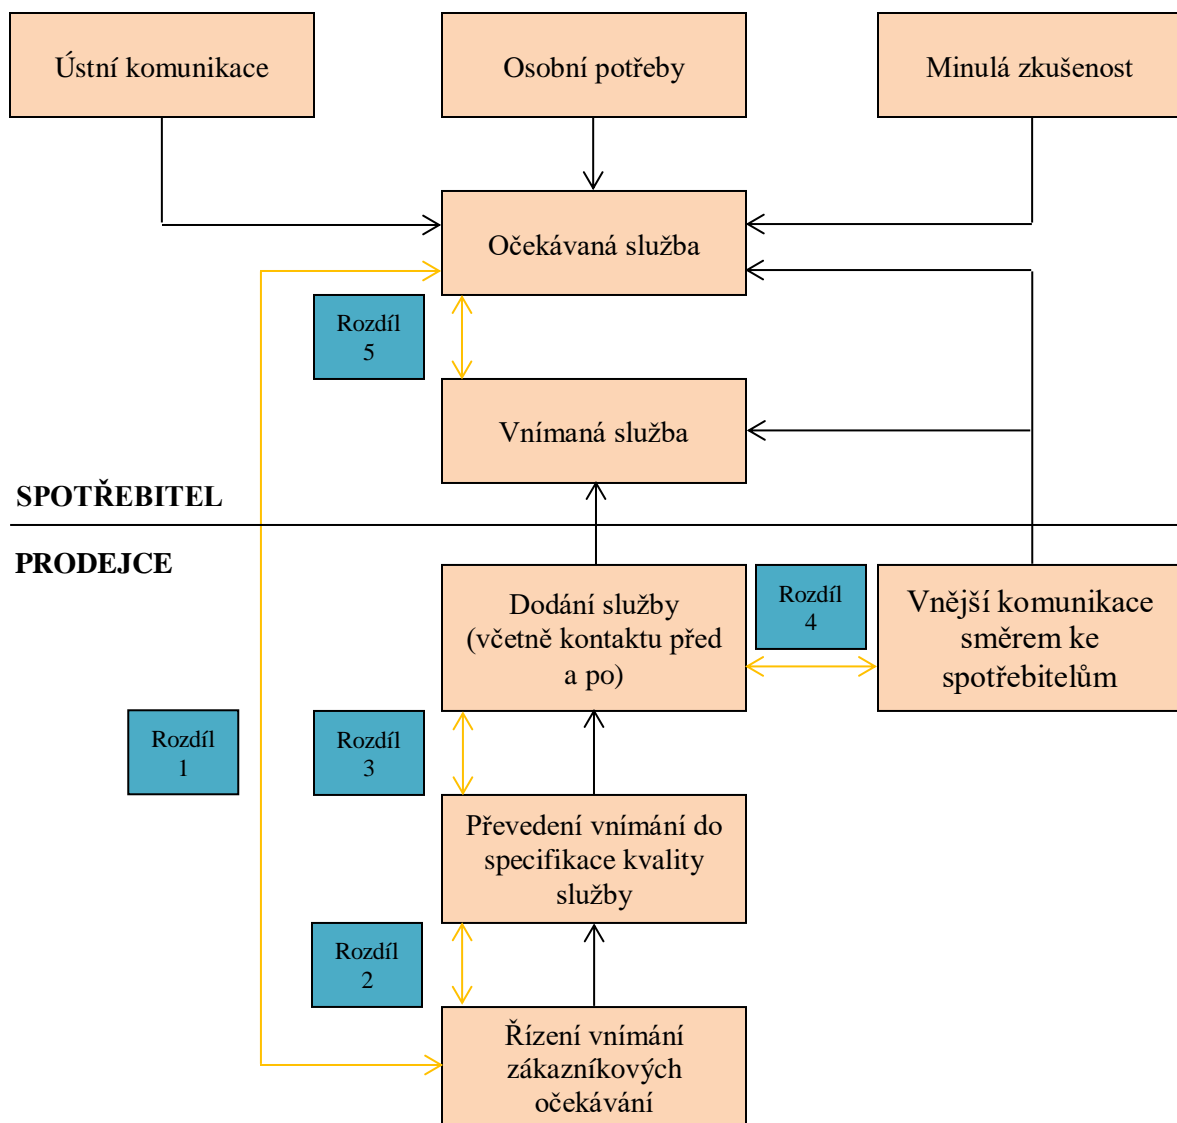 Ústní komunikace
Osobní potřeby
Minulá zkušenost
Očekávaná služba
Rozdíl
5
Vnímaná služba
SPOTŘEBITEL
PRODEJCE
Dodání služby
(včetně kontaktu před
a po)
Rozdíl
4
Vnější komunikace
směrem ke
spotřebitelům
Rozdíl
1
Rozdíl
3
Převedení vnímání do
specifikace kvality
služby
Rozdíl
2
Řízení vnímání
zákazníkových
očekávání